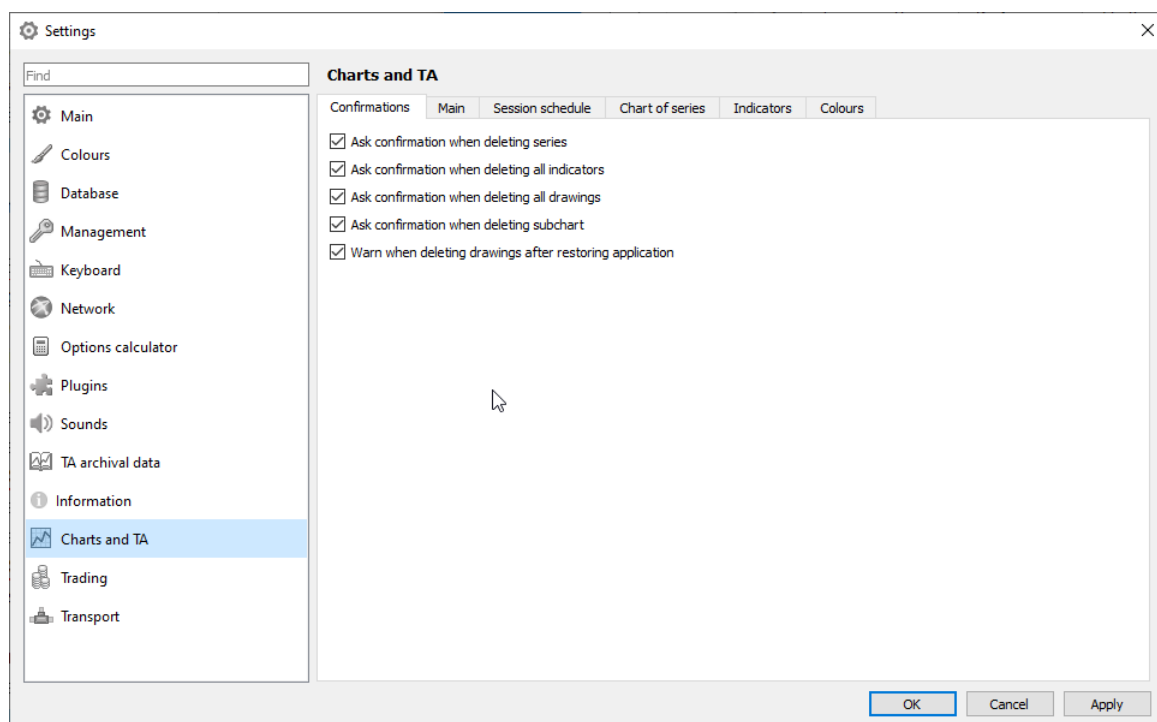 Settings
Find
Main
Colours
Database
Management
Keyboard
Network
Options calculator
Plugins
Sounds
TA archival data
Information
Charts and TA
Trading
Transport
Charts and TA
Confirmations Main Session schedule Chart of series Indicators Colours
Ask confirmation when deleting series
Ask confirmation when deleting all indicators
Ask confirmation when deleting all drawings
Ask confirmation when deleting subchart
Warn when deleting drawings after restoring application
OK Cancel Apply